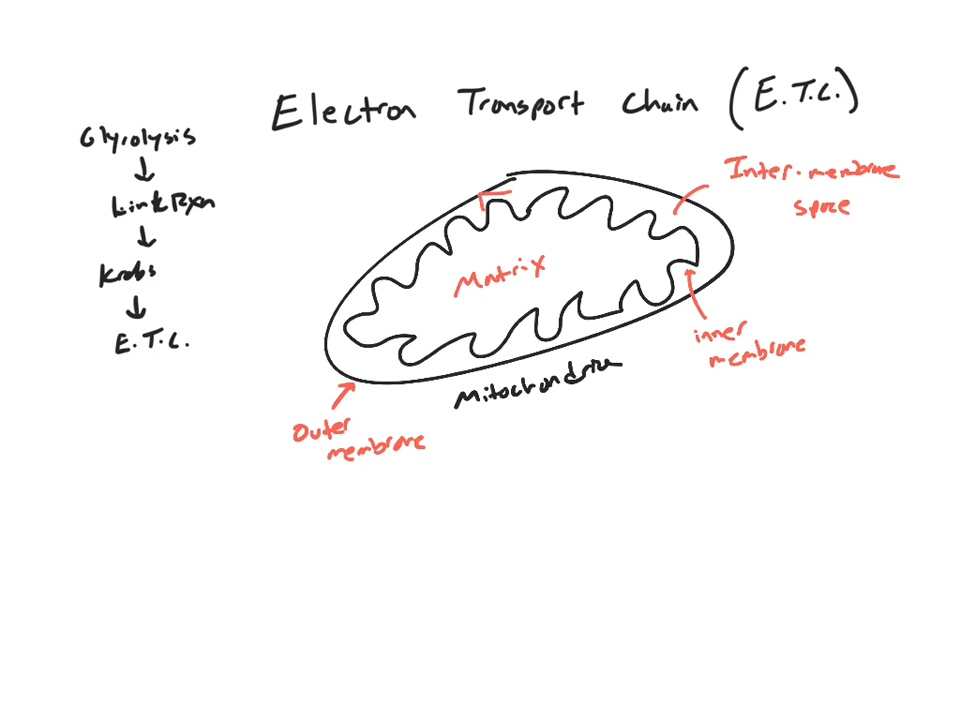 Electron Transport Chain (E.T.C.)
Glycolysis
Link Rxn
Krebs
E.T.C.
Inter-membrane
space
Matrix
inner
membrane
Mitochondria
Outer
membrane